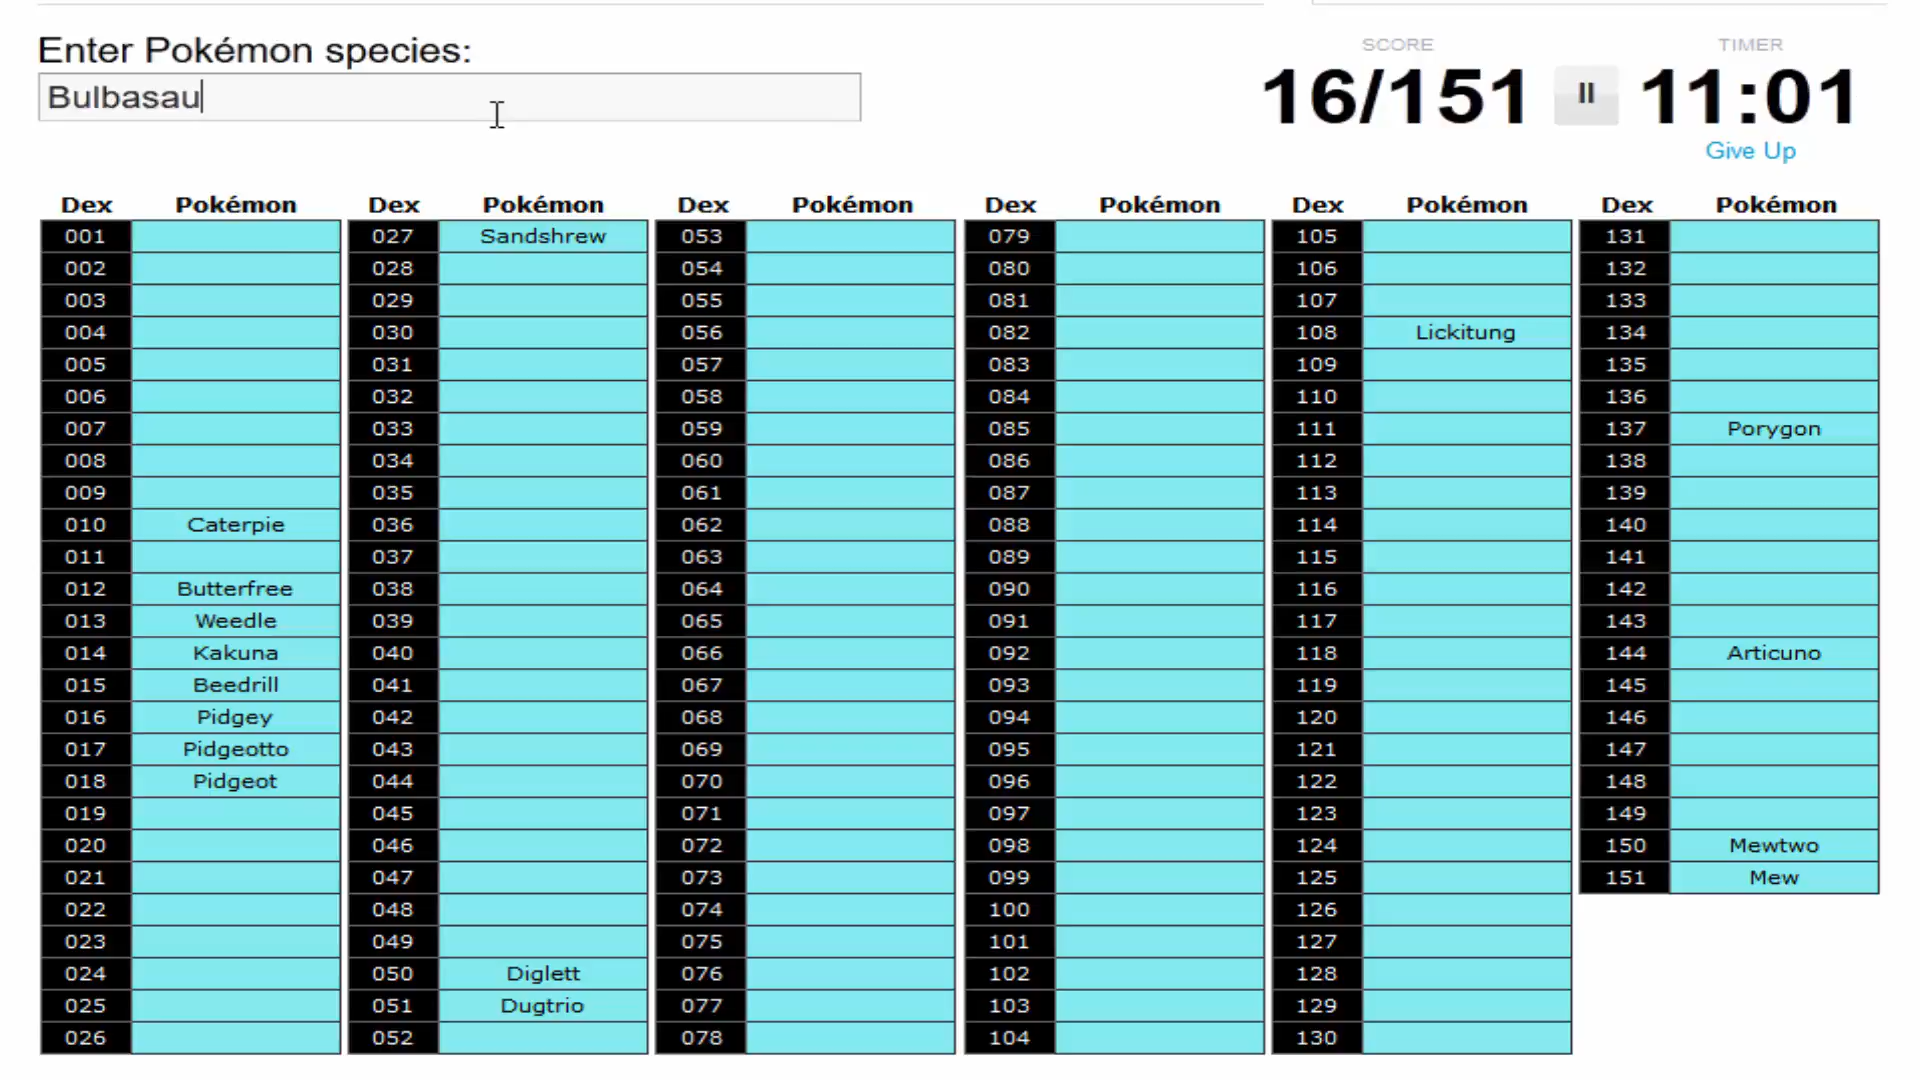 Enter Pokémon species:
Bulbasau
SCORE
16/151
TIMER
11:01
Give Up
Dex Pokémon Dex Pokémon Dex Pokémon Dex Pokémon Dex Pokémon Dex Pokémon
001 027 Sandshrew 053 079 105 131
002 028 054 080 106 132
003 029 055 081 107 133
004 030 056 082 108 Lickitung 134
005 031 057 083 109 135
006 032 058 084 110 136
007 033 059 085 111 137 Porygon
008 034 060 086 112 138
009 035 061 087 113 139
010 Caterpie 036 062 088 114 140
011 037 063 089 115 141
012 Butterfree 038 064 090 116 142
013 Weedle 039 065 091 117 143
014 Kakuna 040 066 092 118 144 Articuno
015 Beedrill 041 067 093 119 145
016 Pidgey 042 068 094 120 146
017 Pidgeotto 043 069 095 121 147
018 Pidgeot 044 070 096 122 148
019 045 071 097 123 149
020 046 072 098 124 150 Mewtwo
021 047 073 099 125 151 Mew
022 048 074 100 126
023 049 075 101 127
024 050 Diglett 076 102 128
025 051 Dugtrio 077 103 129
026 052 078 104 130